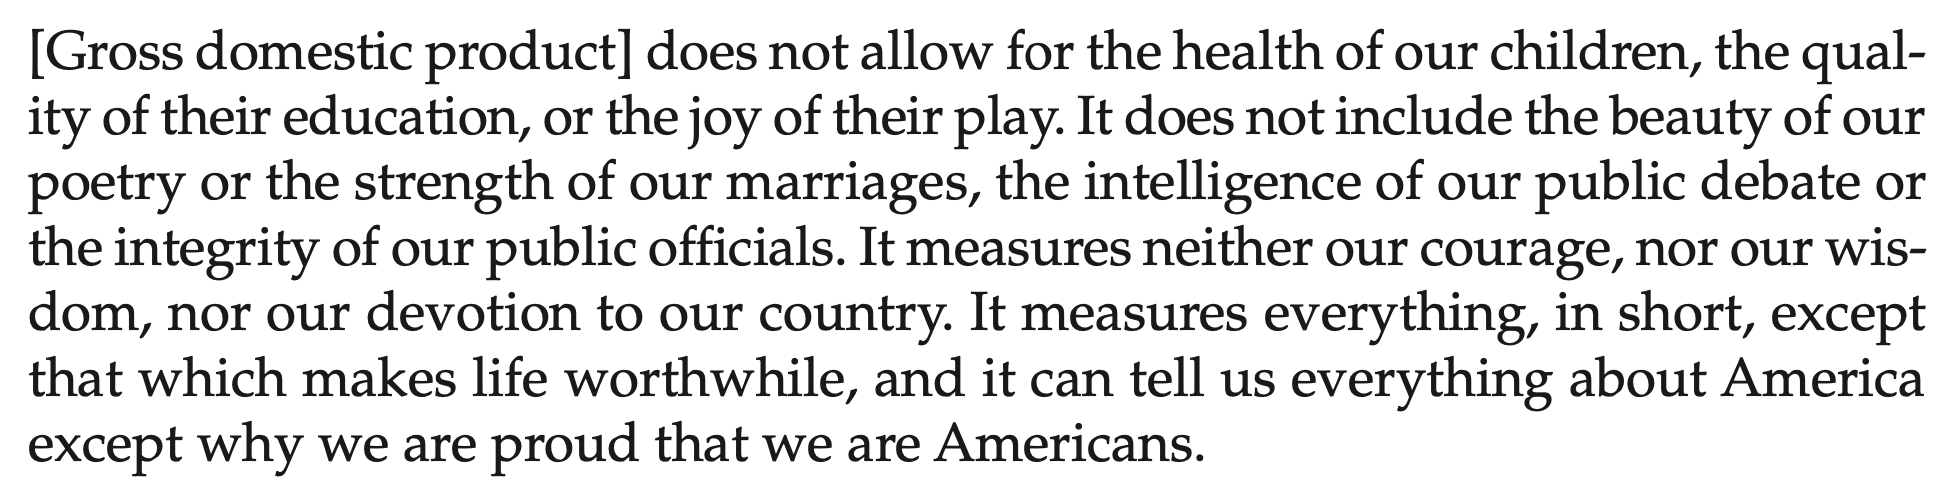 [Gross domestic product] does not allow for the health of our children, the qual-
ity of their education, or the joy of their play. It does not include the beauty of our
poetry or the strength of our marriages, the intelligence of our public debate or
the integrity of our public officials. It measures neither our courage, nor our wis-
dom, nor our devotion to our country. It measures everything, in short, except
that which makes life worthwhile, and it can tell us everything about America
except why we are proud that we are Americans.